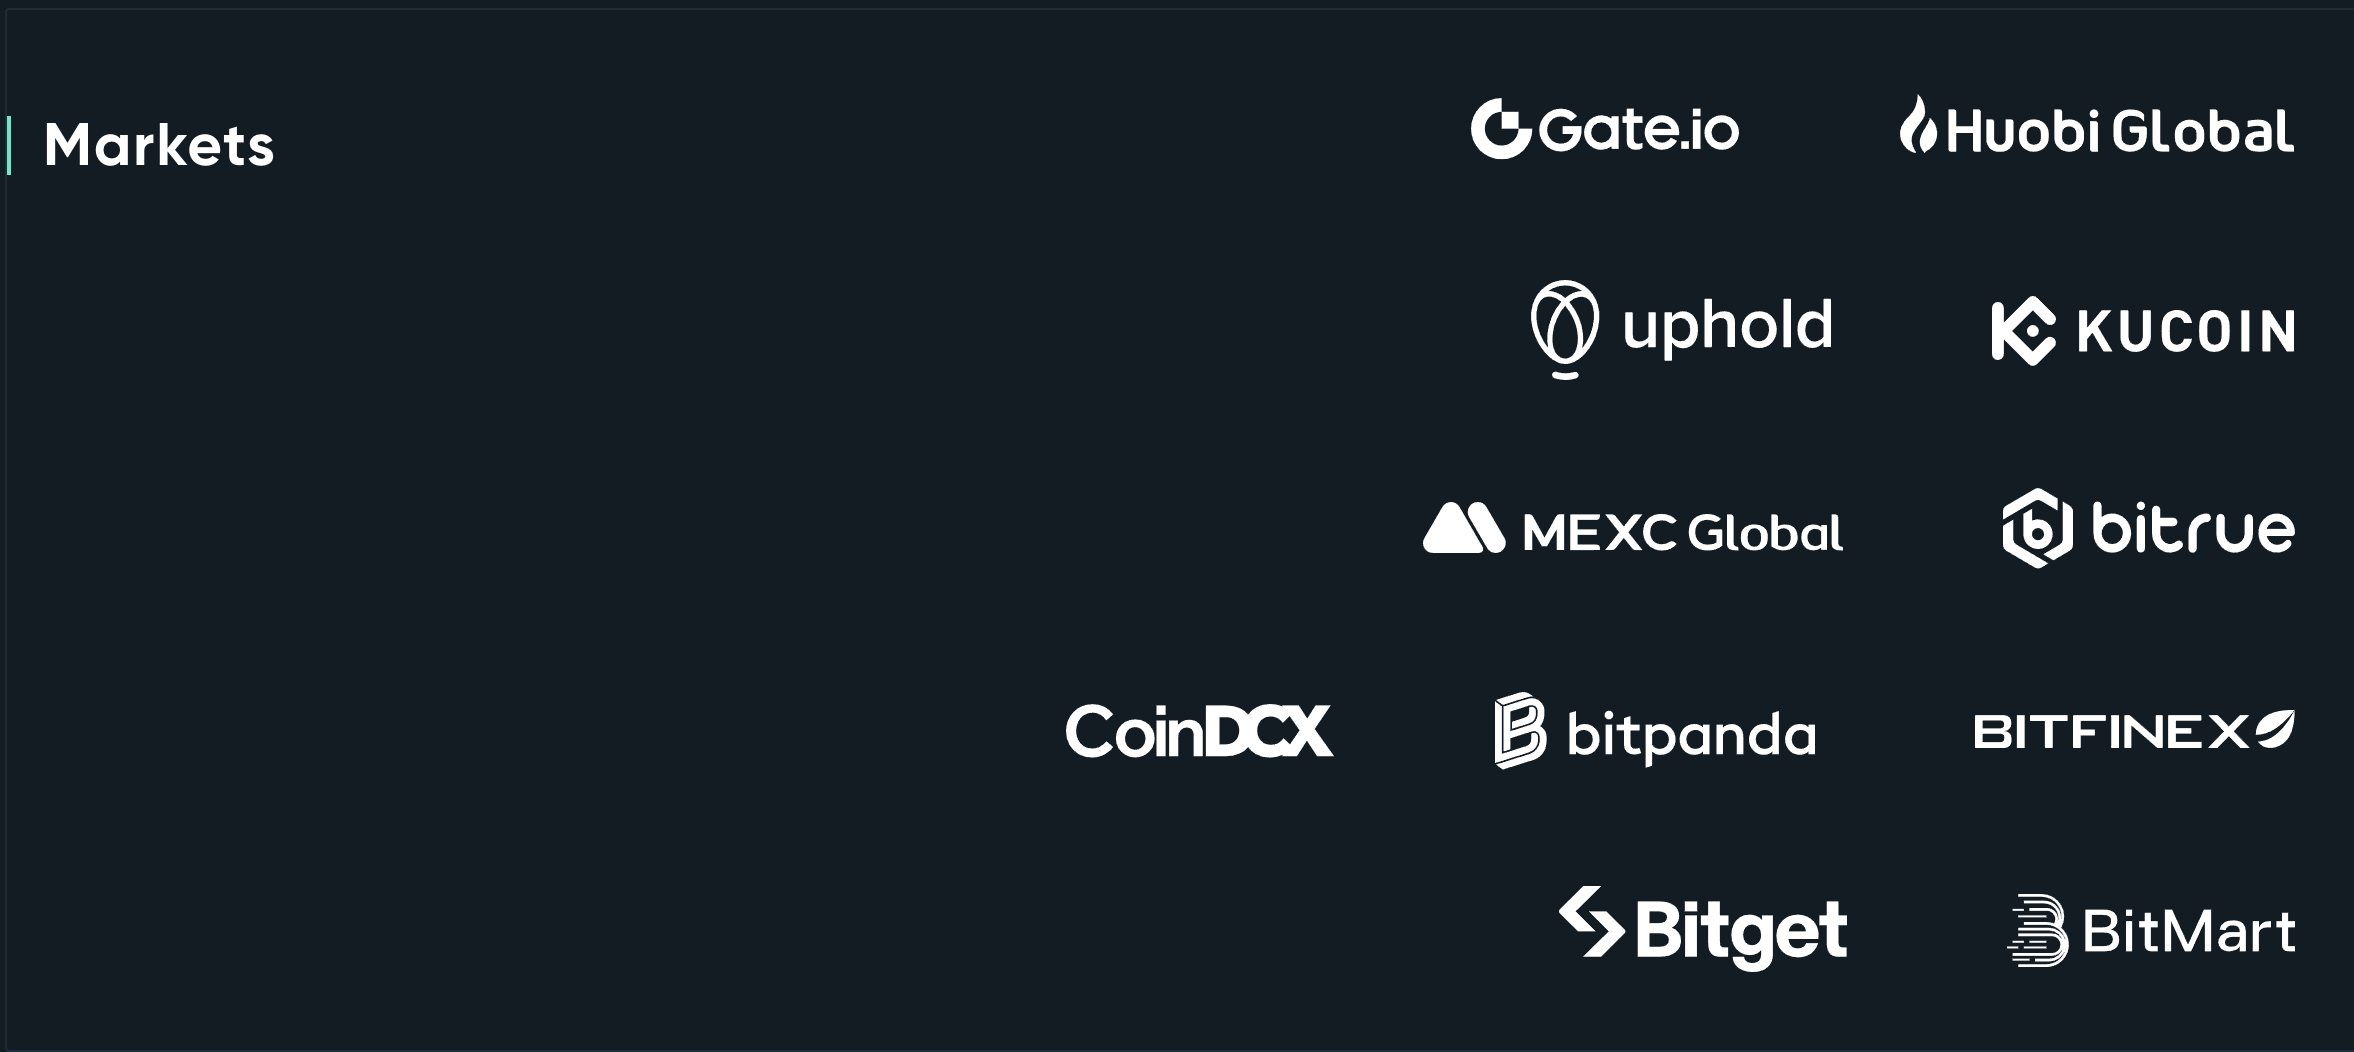 Markets
Gate.io
Huobi Global
uphold
KUCOIN
MEXC Global
bitrue
CoinDCX
bitpanda
BITFINEX
Bitget
BitMart